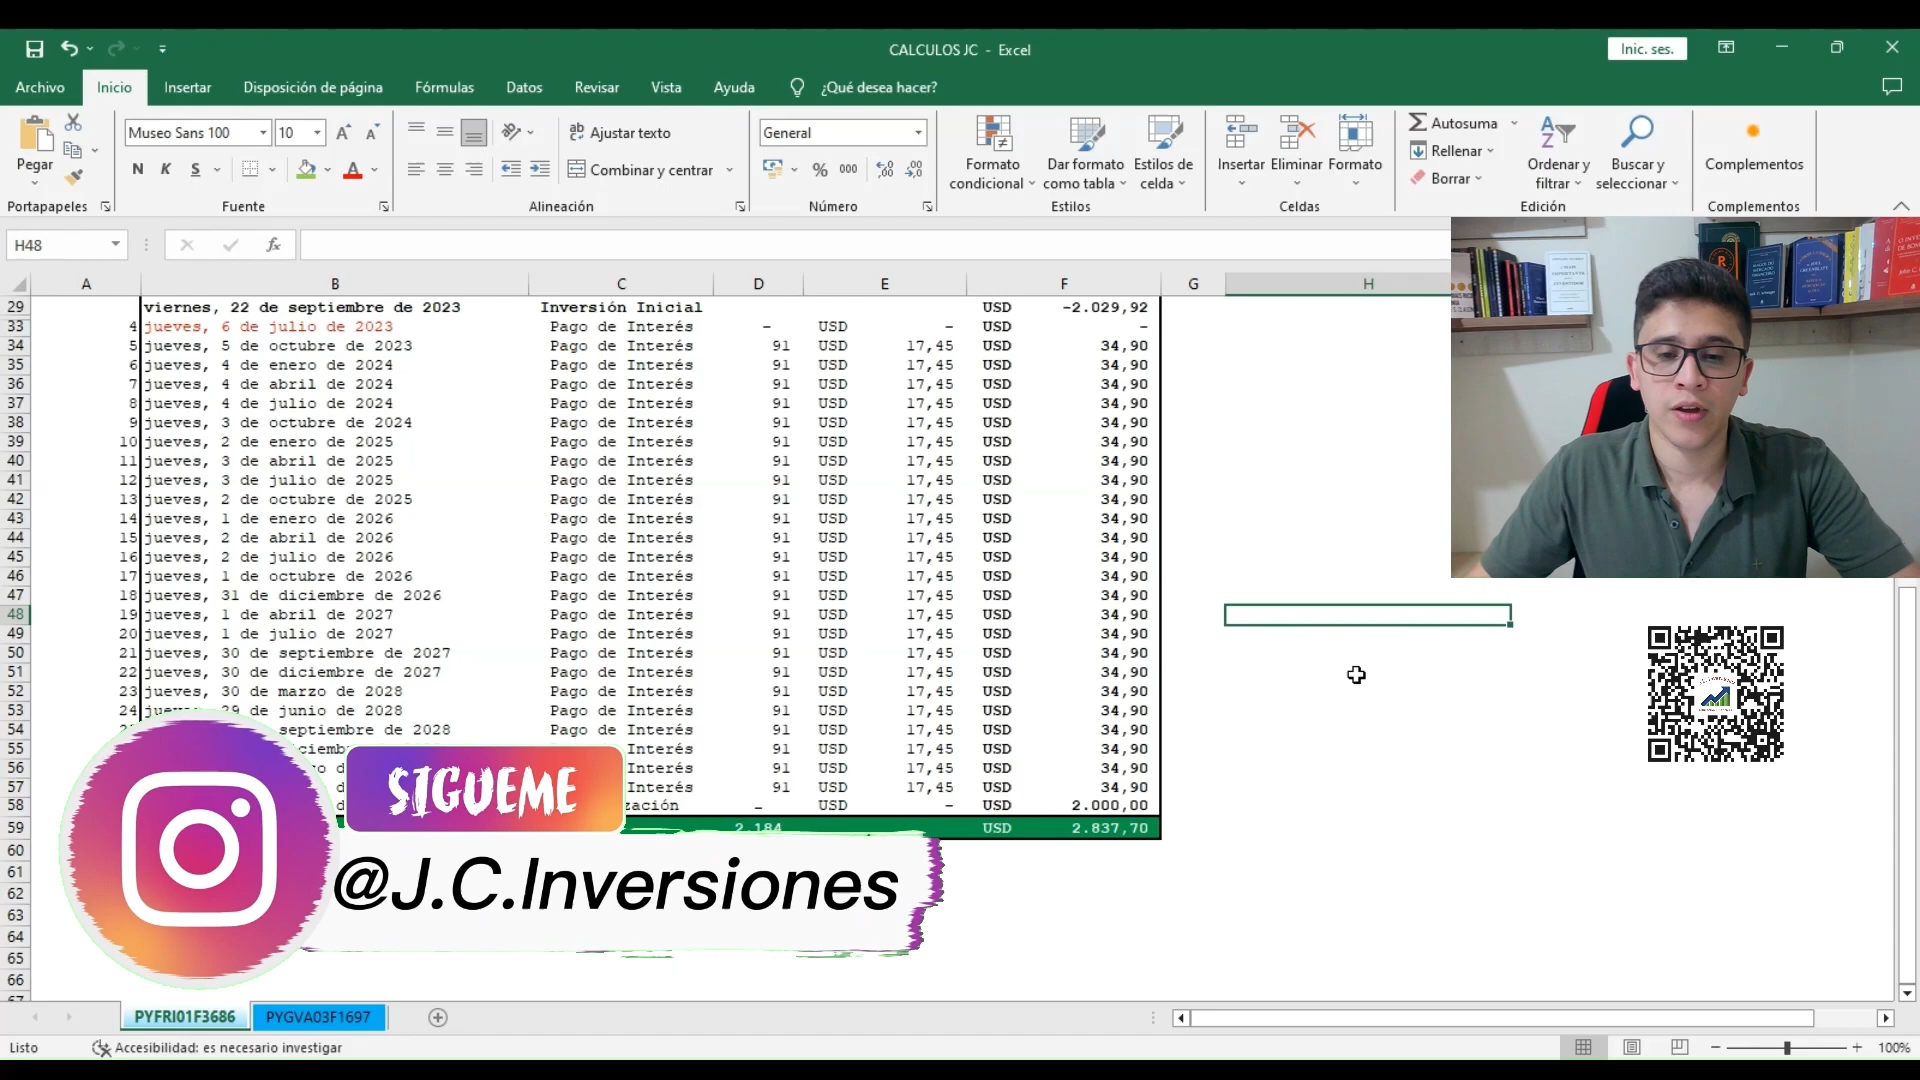 CALCULOS JC - Excel
Inic. ses.
Archivo Inicio Insertar Disposición de página Fórmulas Datos Revisar Vista Ayuda ¿Qué desea hacer?
Pegar
Museo Sans 100 10
N K S
Ajustar texto
Combinar y centrar
General
% 000
Formato condicional
Dar formato como tabla
Estilos de celda
Insertar Eliminar Formato
Autosuma
Rellenar
Borrar
Ordenar y filtrar
Buscar y seleccionar
Complementos
Portapapeles Fuente Alineación Número Estilos Celdas Edición Complementos
H48 fx
A B C D E F G H
29 viernes, 22 de septiembre de 2023 Inversión Inicial USD -2.029,92
33 4 jueves, 6 de julio de 2023 Pago de Interés - USD - USD -
34 5 jueves, 5 de octubre de 2023 Pago de Interés 91 USD 17,45 USD 34,90
35 6 jueves, 4 de enero de 2024 Pago de Interés 91 USD 17,45 USD 34,90
36 7 jueves, 4 de abril de 2024 Pago de Interés 91 USD 17,45 USD 34,90
37 8 jueves, 4 de julio de 2024 Pago de Interés 91 USD 17,45 USD 34,90
38 9 jueves, 3 de octubre de 2024 Pago de Interés 91 USD 17,45 USD 34,90
39 10 jueves, 2 de enero de 2025 Pago de Interés 91 USD 17,45 USD 34,90
40 11 jueves, 3 de abril de 2025 Pago de Interés 91 USD 17,45 USD 34,90
41 12 jueves, 3 de julio de 2025 Pago de Interés 91 USD 17,45 USD 34,90
42 13 jueves, 2 de octubre de 2025 Pago de Interés 91 USD 17,45 USD 34,90
43 14 jueves, 1 de enero de 2026 Pago de Interés 91 USD 17,45 USD 34,90
44 15 jueves, 2 de abril de 2026 Pago de Interés 91 USD 17,45 USD 34,90
45 16 jueves, 2 de julio de 2026 Pago de Interés 91 USD 17,45 USD 34,90
46 17 jueves, 1 de octubre de 2026 Pago de Interés 91 USD 17,45 USD 34,90
47 18 jueves, 31 de diciembre de 2026 Pago de Interés 91 USD 17,45 USD 34,90
48 19 jueves, 1 de abril de 2027 Pago de Interés 91 USD 17,45 USD 34,90
49 20 jueves, 1 de julio de 2027 Pago de Interés 91 USD 17,45 USD 34,90
50 21 jueves, 30 de septiembre de 2027 Pago de Interés 91 USD 17,45 USD 34,90
51 22 jueves, 30 de diciembre de 2027 Pago de Interés 91 USD 17,45 USD 34,90
52 23 jueves, 30 de marzo de 2028 Pago de Interés 91 USD 17,45 USD 34,90
53 24 29 de junio de 2028 Pago de Interés 91 USD 17,45 USD 34,90
54 septiembre de 2028 Pago de Interés 91 USD 17,45 USD 34,90
55 Interés 91 USD 17,45 USD 34,90
56 Interés 91 USD 17,45 USD 34,90
57 Interés 91 USD 17,45 USD 34,90
58 zación - USD - USD 2.000,00
59 2.184 USD 2.837,70
60
61
62
63
64
65
66
67
SIGUEME
@J.C.Inversiones
PYFRI01F3686 PYGVA03F1697
Listo Accesibilidad: es necesario investigar 100%